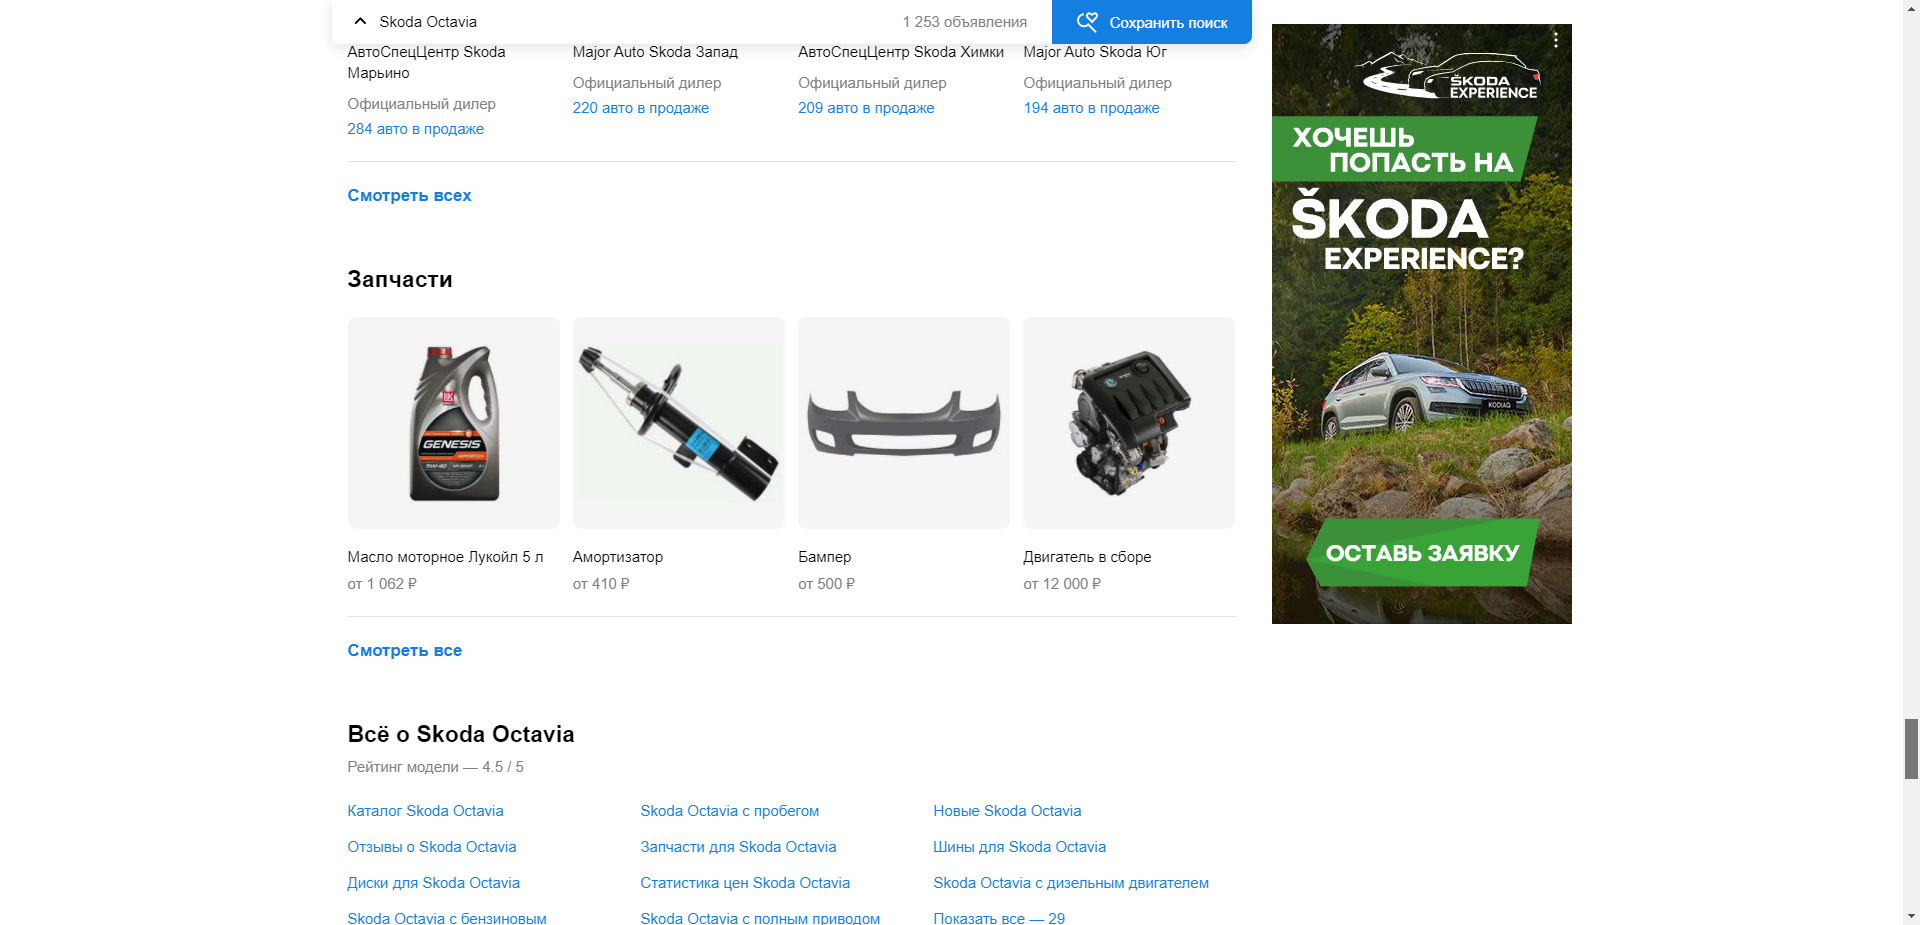 Skoda Octavia
1 253 объявления
Сохранить поиск
АвтоСпецЦентр Skoda
Марьино
Официальный дилер
284 авто в продаже
Major Auto Skoda Запад
Официальный дилер
220 авто в продаже
АвтоСпецЦентр Skoda Химки
Официальный дилер
209 авто в продаже
Major Auto Skoda Юг
Официальный дилер
194 авто в продаже
Смотреть всех
Запчасти
GENESIS
ARMORTECH
5W-40
Масло моторное Лукойл 5 л
от 1 062 ₽
Амортизатор
от 410 ₽
Бампер
от 500 ₽
Двигатель в сборе
от 12 000 ₽
Смотреть все
Всё о Skoda Octavia
Рейтинг модели — 4.5 / 5
Каталог Skoda Octavia
Skoda Octavia с пробегом
Новые Skoda Octavia
Отзывы о Skoda Octavia
Запчасти для Skoda Octavia
Шины для Skoda Octavia
Диски для Skoda Octavia
Статистика цен Skoda Octavia
Skoda Octavia с дизельным двигателем
Skoda Octavia с бензиновым
Skoda Octavia с полным приводом
Показать все — 29
ŠKODA
EXPERIENCE
ХОЧЕШЬ
ПОПАСТЬ НА
ŠKODA
EXPERIENCE?
KODIAQ
ОСТАВЬ ЗАЯВКУ